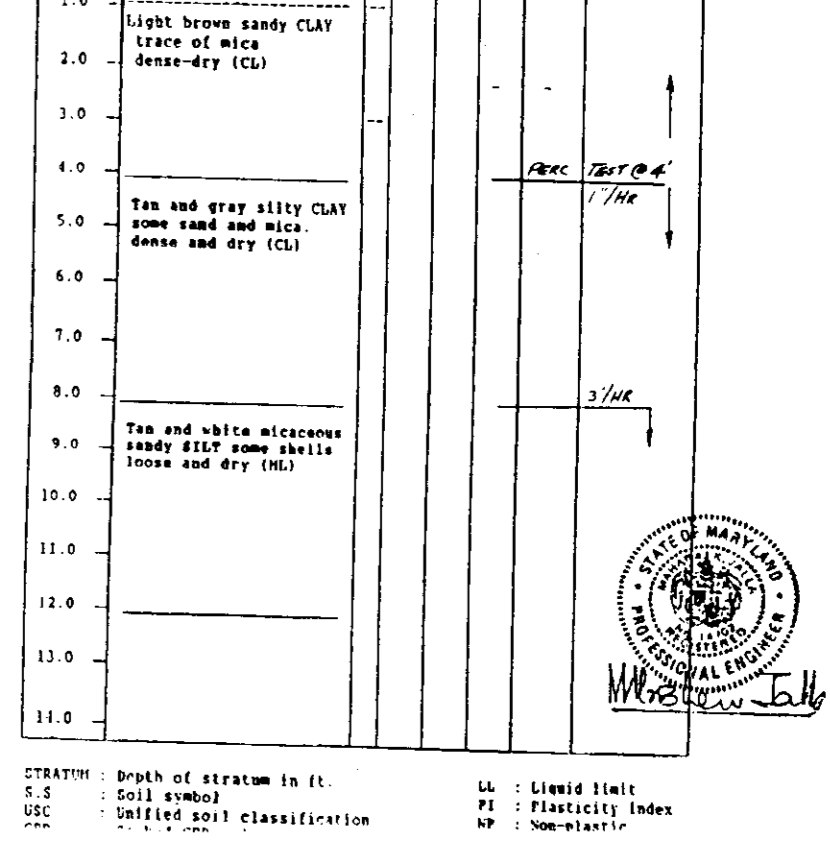 1.0
Light brown sandy CLAY
trace of mica
2.0 dense-dry (CL)
3.0
4.0 PERC TEST @ 4'
1"/HR
Tan and gray silty CLAY
5.0 some sand and mica.
dense and dry (CL)
6.0
7.0
8.0 3"/HR
Tan and white micaceous
9.0 sandy SILT some shells
loose and dry (ML)
10.0
11.0
12.0
13.0
11.0
STATE OF MARYLAND
PROFESSIONAL ENGINEER
REGISTERED
STRATUM : Depth of stratum in ft.
S.S : Soil symbol
USC : Unified soil classification
LL : Liquid limit
PI : Plasticity index
NP : Non-plastic